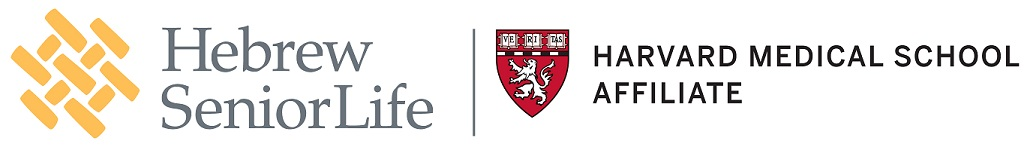 Hebrew
SeniorLife
VE RI TAS
HARVARD MEDICAL SCHOOL
AFFILIATE